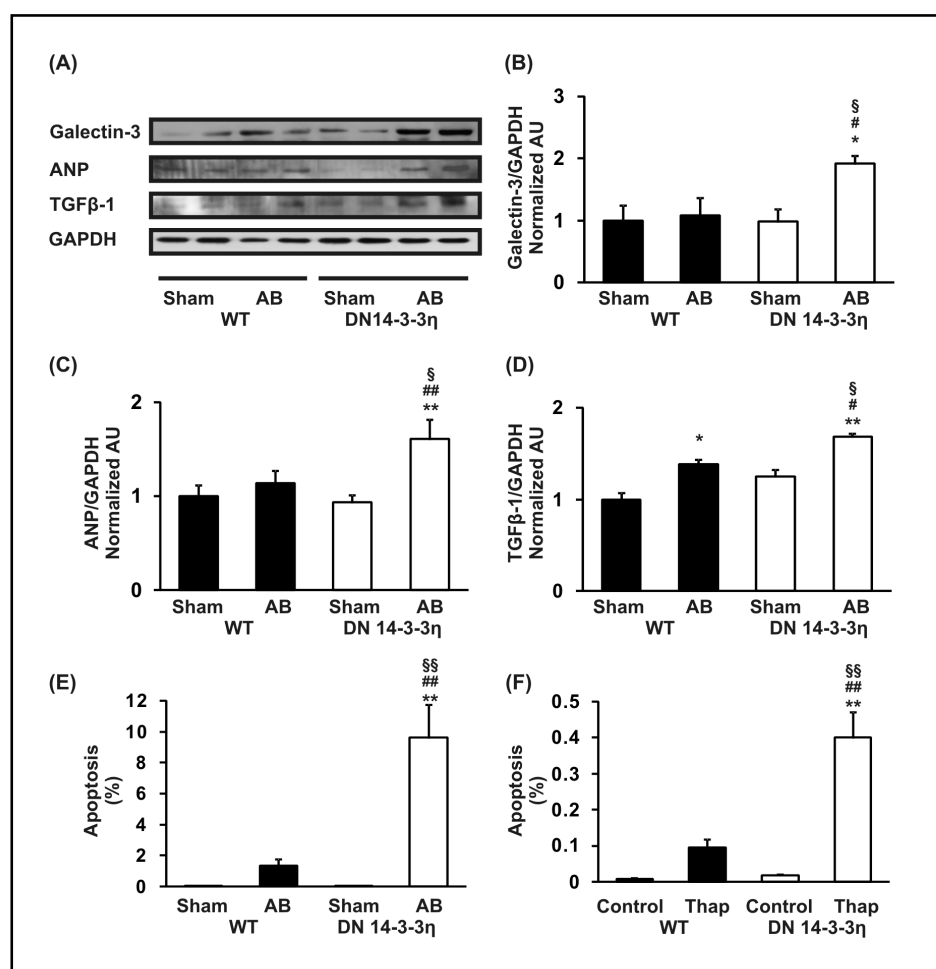 (A)
Galectin-3
ANP
TGFβ-1
GAPDH
Sham AB Sham AB
WT DN14-3-3η
(B)
Galectin-3/GAPDH
Normalized AU
3
2
1
0
§
#
*
Sham AB Sham AB
WT DN 14-3-3η
(C)
ANP/GAPDH
Normalized AU
2
1
0
§
##
**
Sham AB Sham AB
WT DN 14-3-3η
(D)
TGFβ-1/GAPDH
Normalized AU
2
1
0
*
§
#
**
Sham AB Sham AB
WT DN 14-3-3η
(E)
Apoptosis
(%)
12
10
8
6
4
2
0
§§
##
**
Sham AB Sham AB
WT DN 14-3-3η
(F)
Apoptosis
(%)
0.5
0.4
0.3
0.2
0.1
0
§§
##
**
Control Thap Control Thap
WT DN 14-3-3η